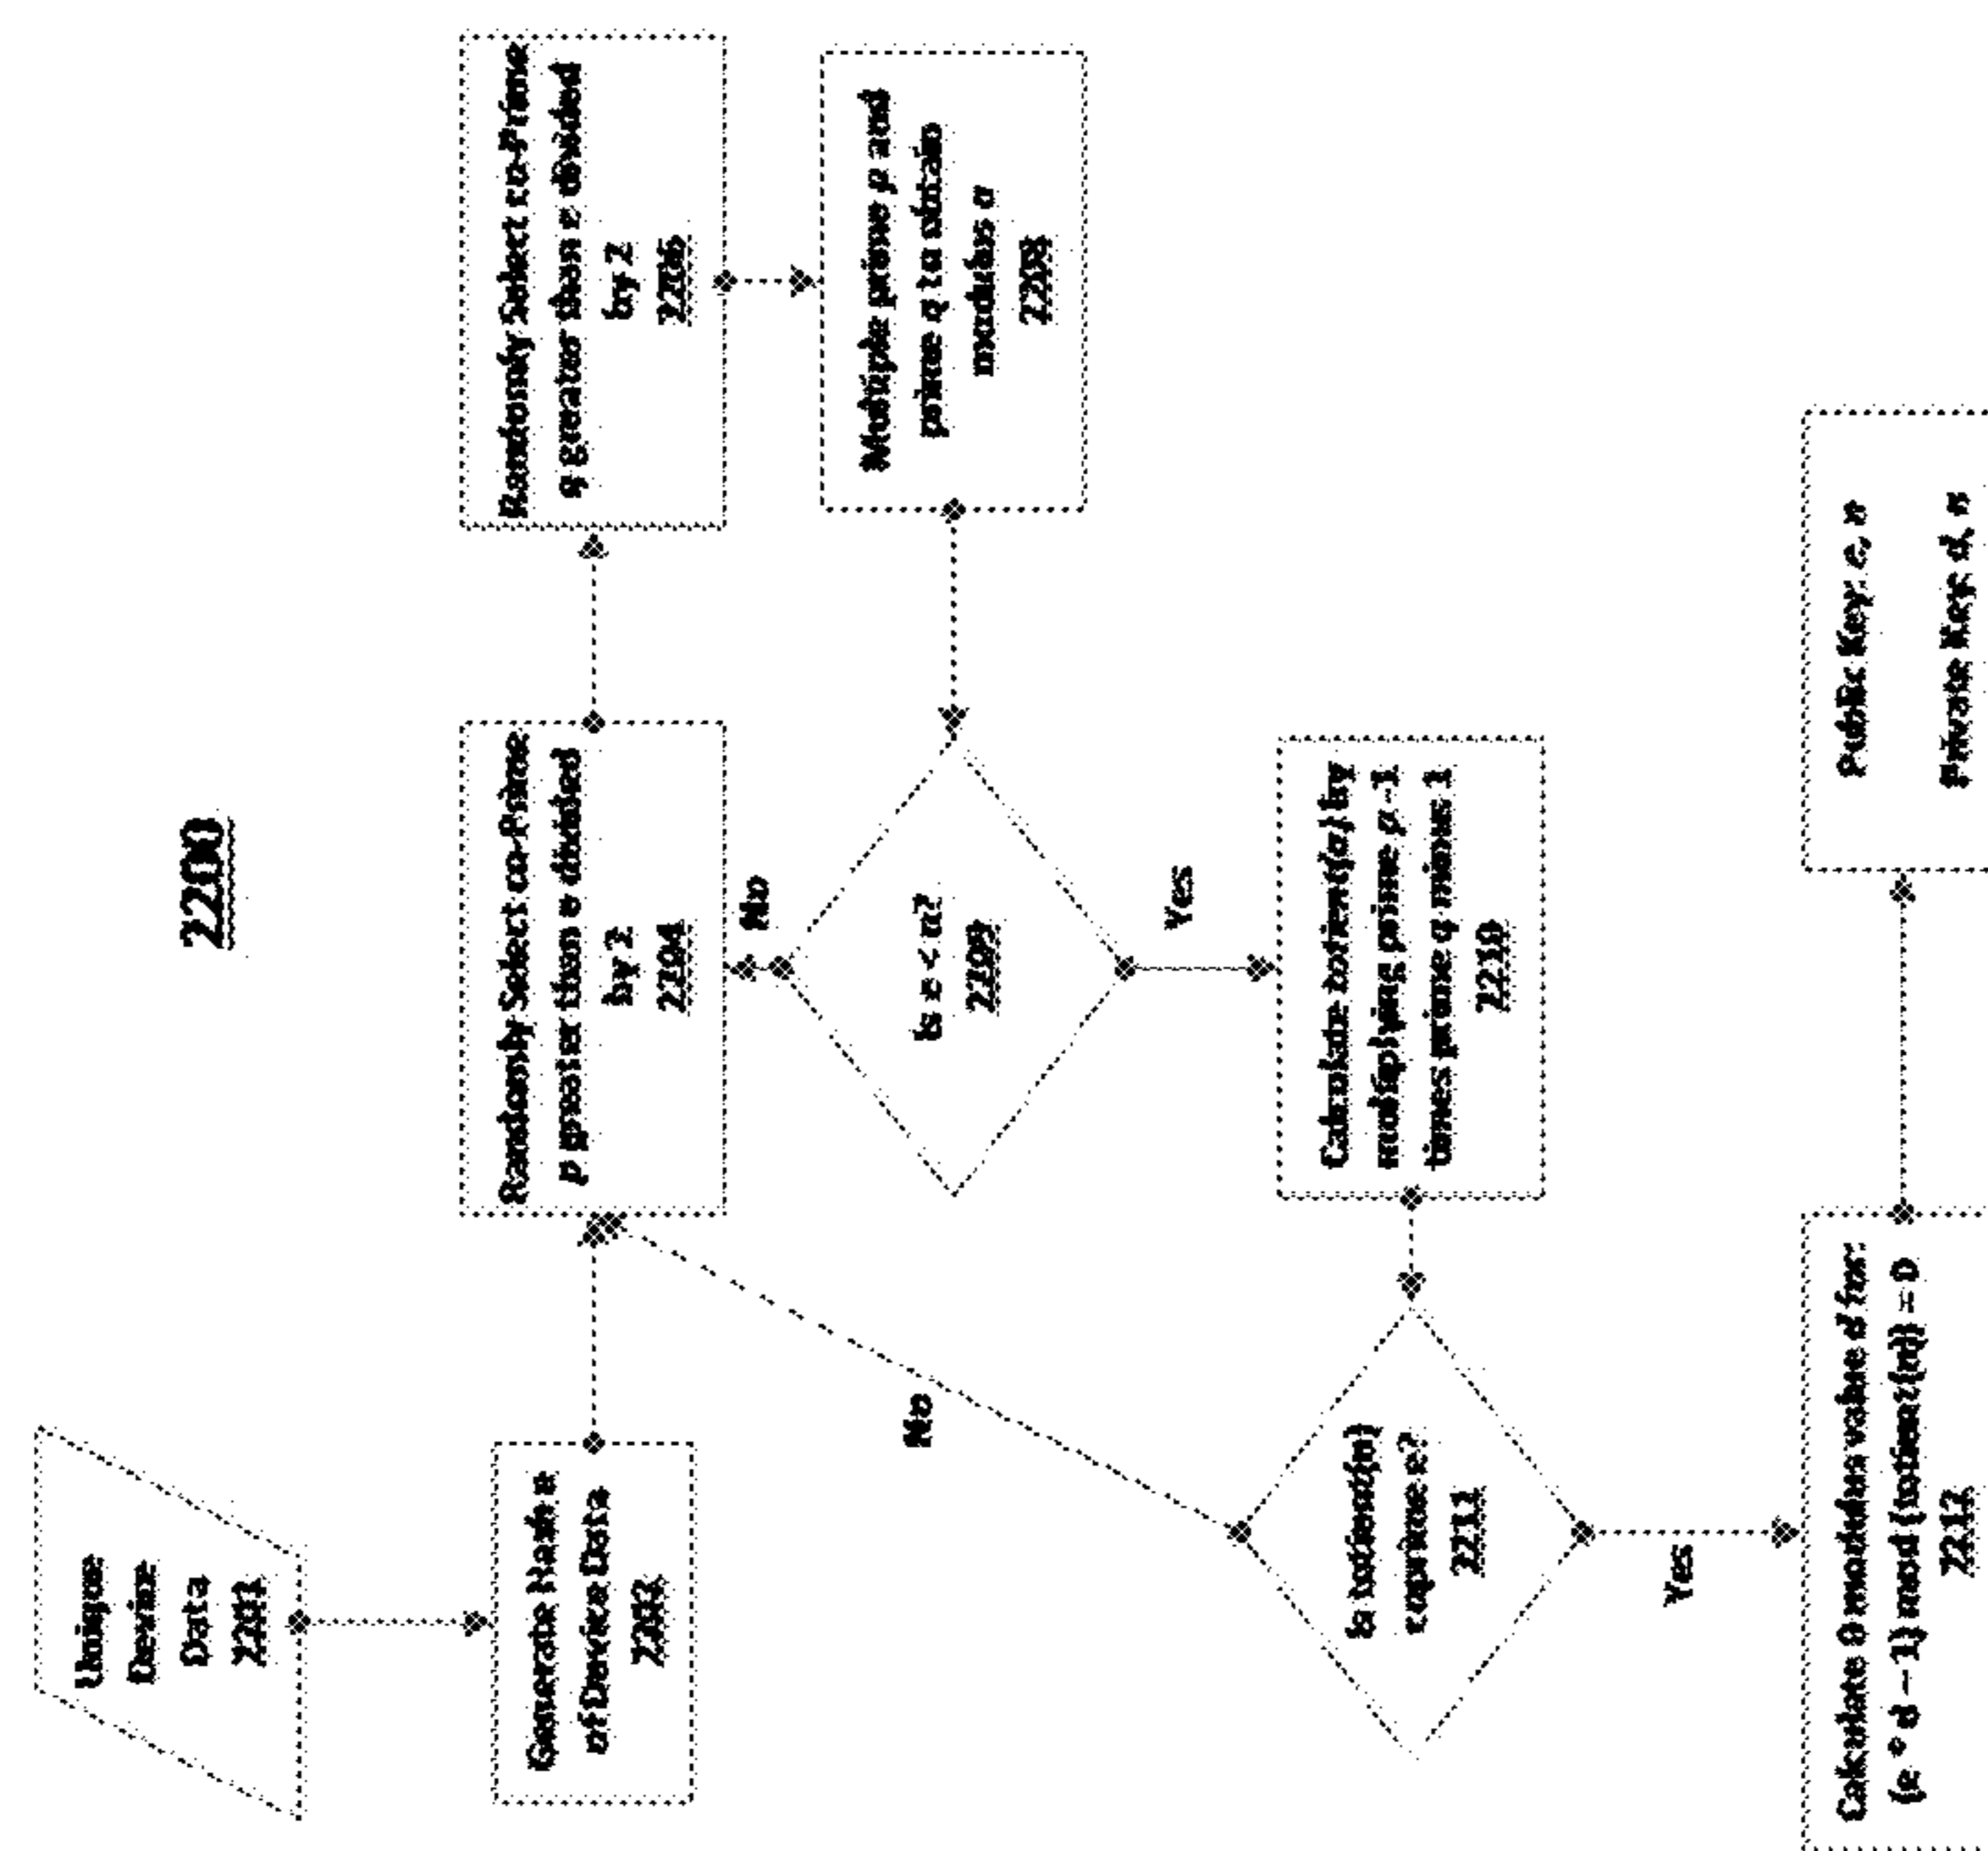 2200
Unique
Device
Data
2201
Generate Hash e
of Device Data
2202
Randomly Select co-Prime
p greater than e divided
by 2
2204
Randomly Select co-Prime
q greater than e divided
by 2
2206
Multiple prime p and
prime q to obtain
modulus n
2208
Is e < n?
2209
No
Yes
Calculate totient(n) by
multiplying prime p -1
times prime q minus 1
2210
Is totient(n)
coprime e?
2211
No
Yes
Calculate 0 modulus value d for:
(e * d - 1) mod (totient(n)) = 0
2212
Public Key: e, n
Private Key: d, n